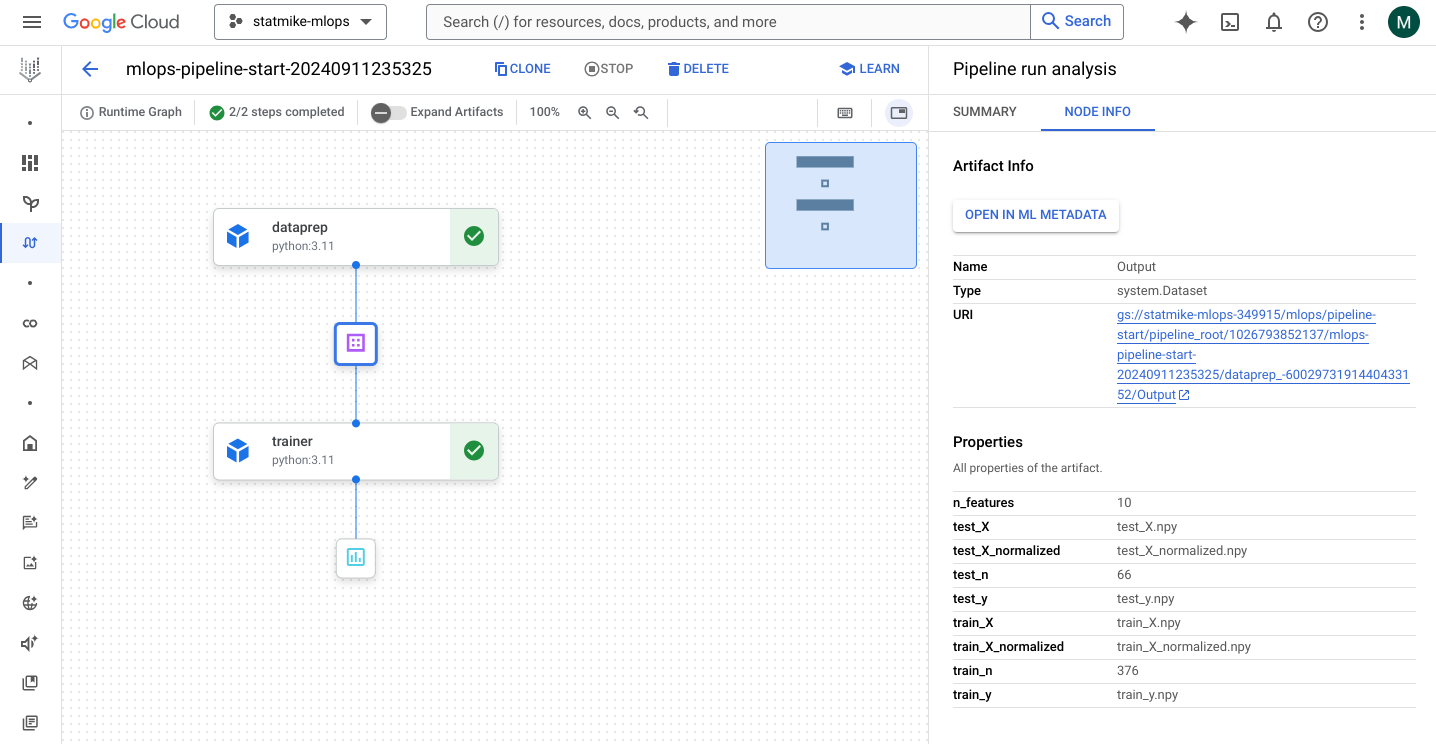 Google Cloud
statmike-mlops
Search (/) for resources, docs, products, and more
Search
M
mlops-pipeline-start-20240911235325
CLONE
STOP
DELETE
LEARN
Pipeline run analysis
Runtime Graph
2/2 steps completed
Expand Artifacts
100%
SUMMARY
NODE INFO
dataprep
python:3.11
trainer
python:3.11
Artifact Info
OPEN IN ML METADATA
Name Output
Type system.Dataset
URI gs://statmike-mlops-349915/mlops/pipeline-
start/pipeline_root/1026793852137/mlops-
pipeline-start-
20240911235325/dataprep_-60029731914404331
52/Output
Properties
All properties of the artifact.
n_features 10
test_X test_X.npy
test_X_normalized test_X_normalized.npy
test_n 66
test_y test_y.npy
train_X train_X.npy
train_X_normalized train_X_normalized.npy
train_n 376
train_y train_y.npy